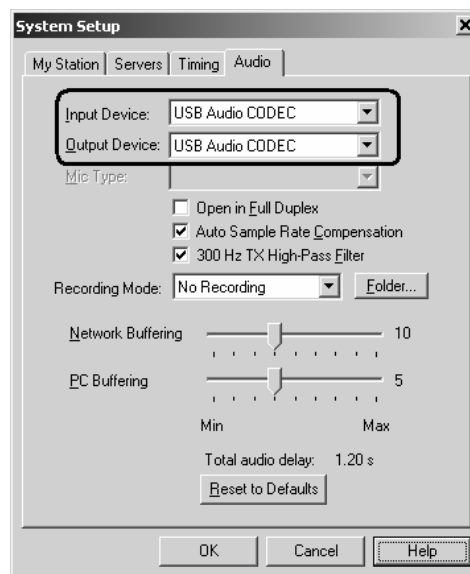 System Setup
My Station Servers Timing Audio
Input Device: USB Audio CODEC
Output Device: USB Audio CODEC
Mic Type:
Open in Full Duplex
Auto Sample Rate Compensation
300 Hz TX High-Pass Filter
Recording Mode: No Recording Folder...
Network Buffering 10
PC Buffering 5
Min Max
Total audio delay: 1.20 s
Reset to Defaults
OK Cancel Help